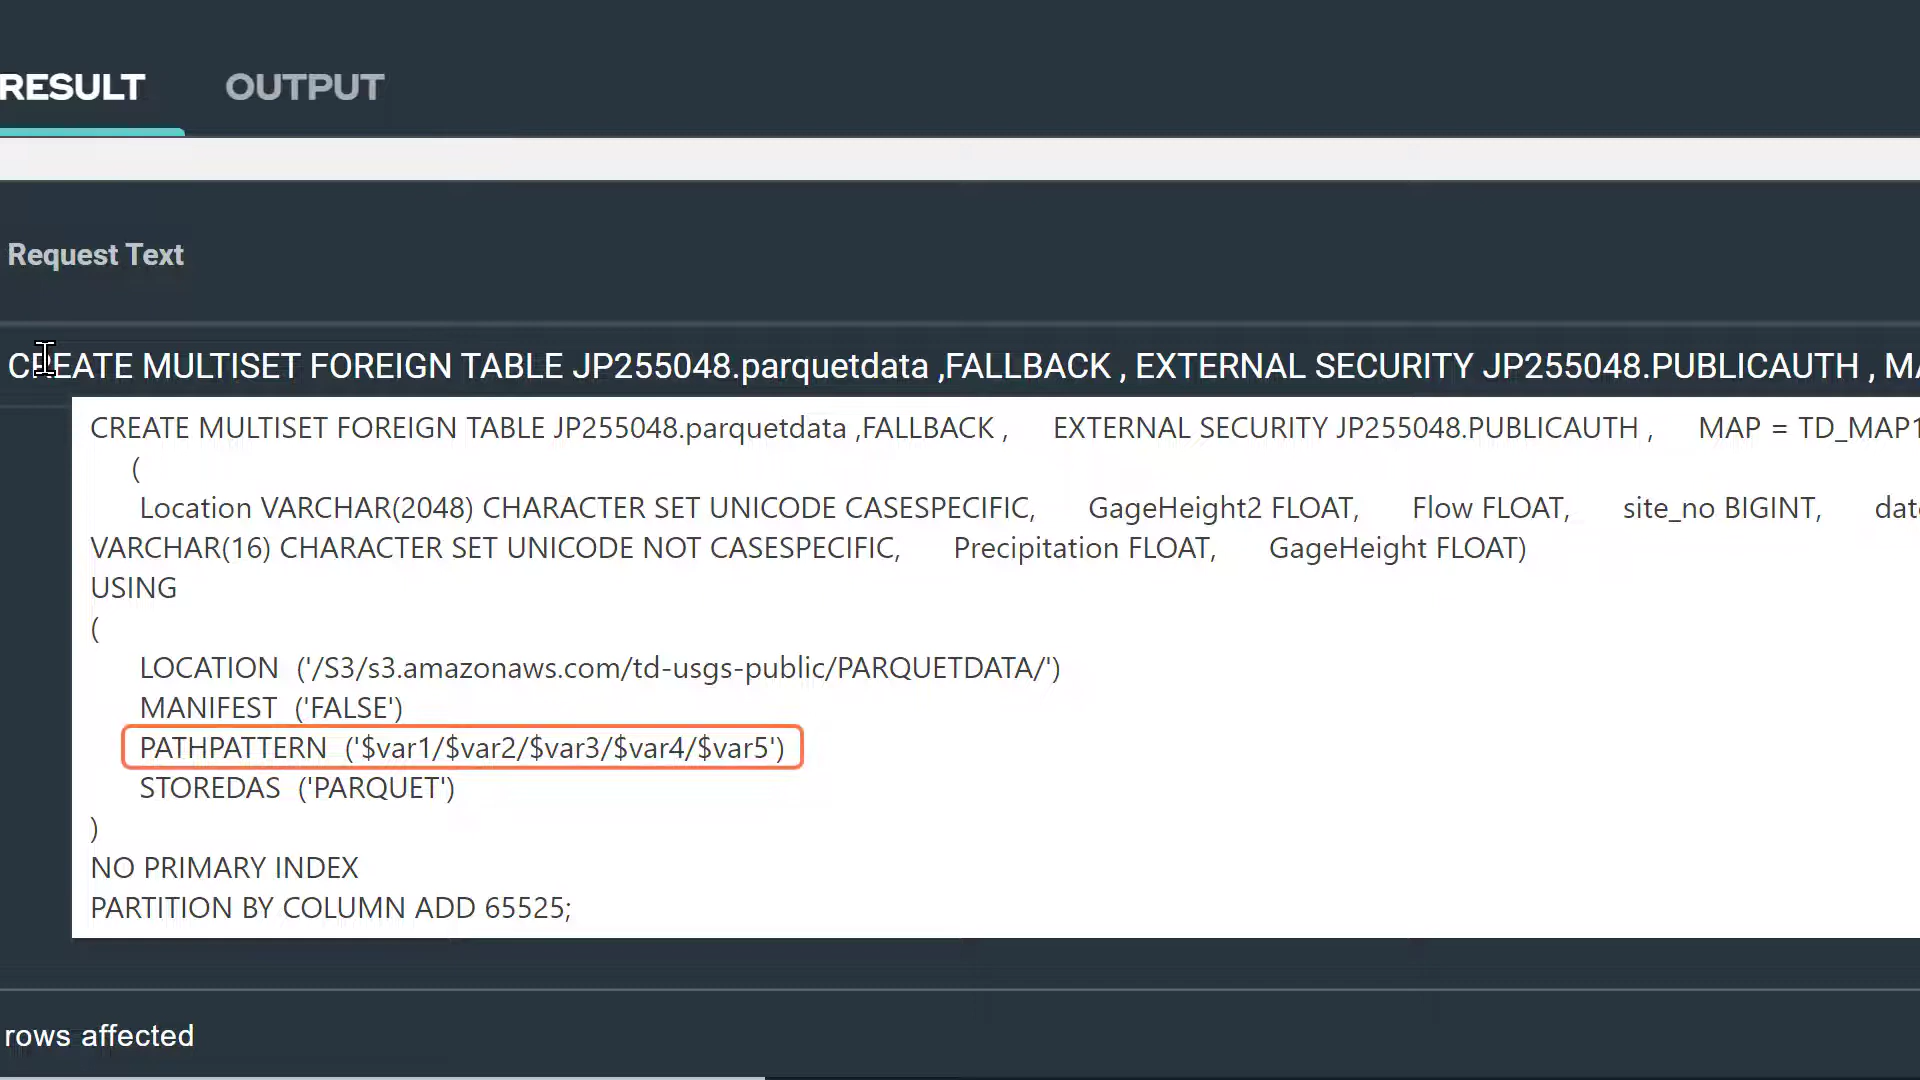 RESULT OUTPUT
Request Text
CREATE MULTISET FOREIGN TABLE JP255048.parquetdata ,FALLBACK , EXTERNAL SECURITY JP255048.PUBLICAUTH , MA
CREATE MULTISET FOREIGN TABLE JP255048.parquetdata ,FALLBACK , EXTERNAL SECURITY JP255048.PUBLICAUTH , MAP = TD_MAP1
(
Location VARCHAR(2048) CHARACTER SET UNICODE CASESPECIFIC, GageHeight2 FLOAT, Flow FLOAT, site_no BIGINT, date
VARCHAR(16) CHARACTER SET UNICODE NOT CASESPECIFIC, Precipitation FLOAT, GageHeight FLOAT)
USING
(
LOCATION ('/S3/s3.amazonaws.com/td-usgs-public/PARQUETDATA/')
MANIFEST ('FALSE')
PATHPATTERN ('$var1/$var2/$var3/$var4/$var5')
STOREDAS ('PARQUET')
)
NO PRIMARY INDEX
PARTITION BY COLUMN ADD 65525;
rows affected